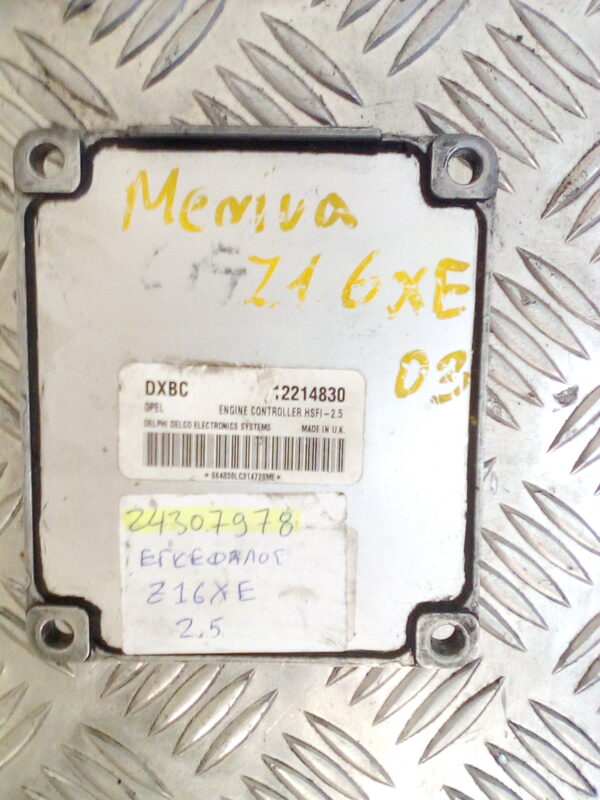 Meriva
Z16XE
03
DXBC 12214830
OPEL ENGINE CONTROLLER HSFI-2.5
DELPHI DELCO ELECTRONICS SYSTEMS MADE IN U.K.
24307978
ΕΓΚΕΦΑΛΟΣ
Z16XE
2.5